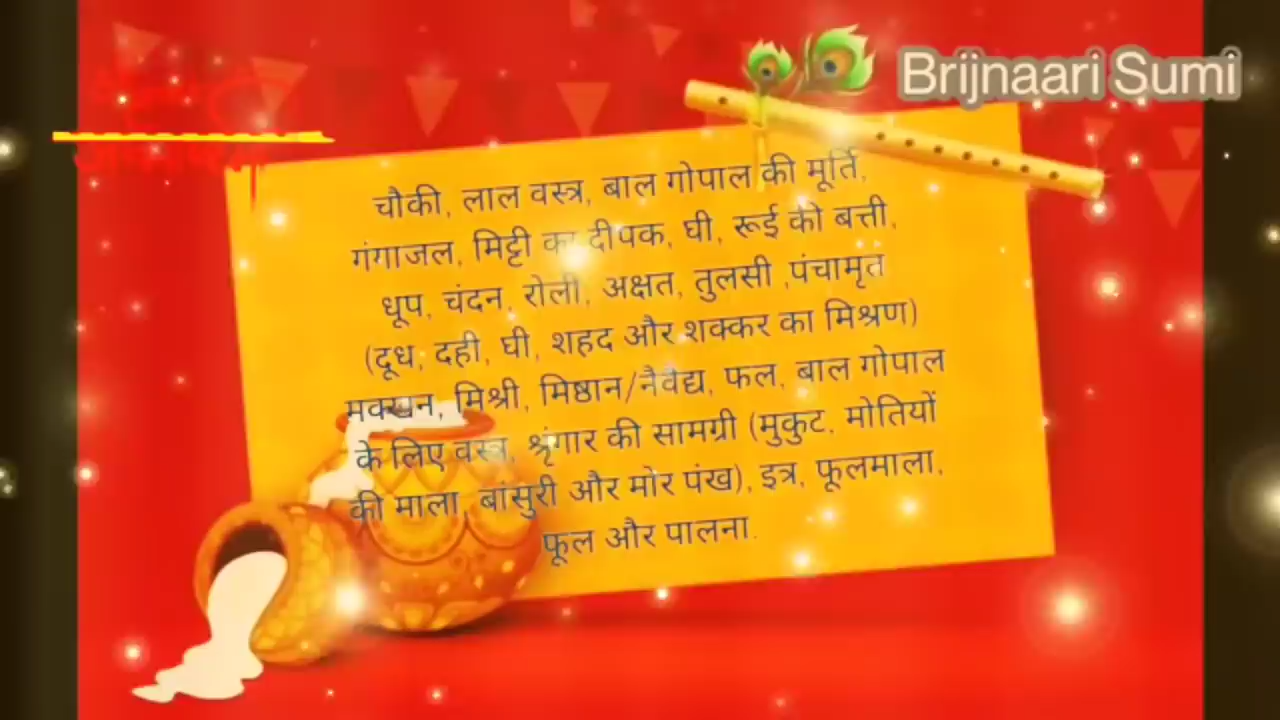 Brijnaari Sumi
चौकी, लाल वस्त्र, बाल गोपाल की मूर्ति,
गंगाजल, मिट्टी का दीपक, घी, रूई की बत्ती,
धूप, चंदन, रोली, अक्षत, तुलसी ,पंचामृत
(दूध, दही, घी, शहद और शक्कर का मिश्रण)
मक्खन, मिश्री, मिष्ठान/नैवेद्य, फल, बाल गोपाल
के लिए वस्त्र, श्रृंगार की सामग्री (मुकुट, मोतियों
की माला, बांसुरी और मोर पंख), इत्र, फूलमाला,
फूल और पालना.